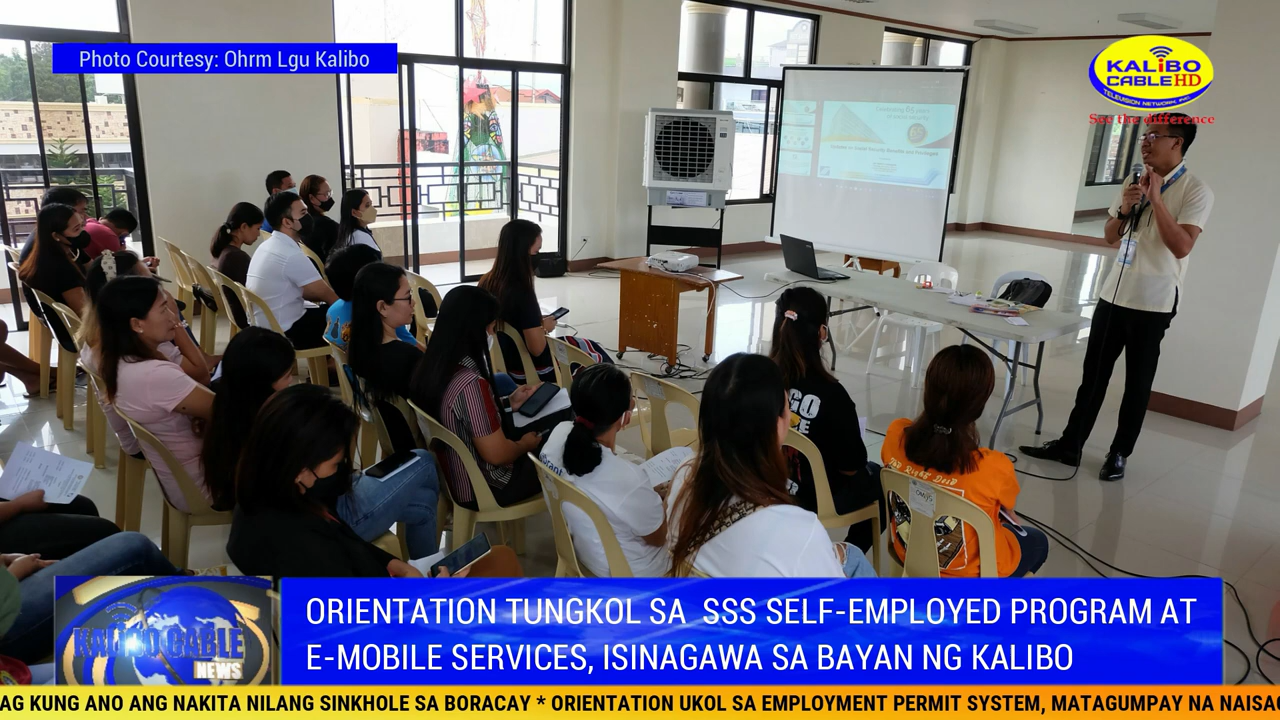 Photo Courtesy: Ohrm Lgu Kalibo
KALIBO
CABLE HD
TELEVISION NETWORK, INC.
See the difference
KALIBO CABLE
NEWS
ORIENTATION TUNGKOL SA SSS SELF-EMPLOYED PROGRAM AT
E-MOBILE SERVICES, ISINAGAWA SA BAYAN NG KALIBO
AG KUNG ANO ANG NAKITA NILANG SINKHOLE SA BORACAY * ORIENTATION UKOL SA EMPLOYMENT PERMIT SYSTEM, MATAGUMPAY NA NAISAG